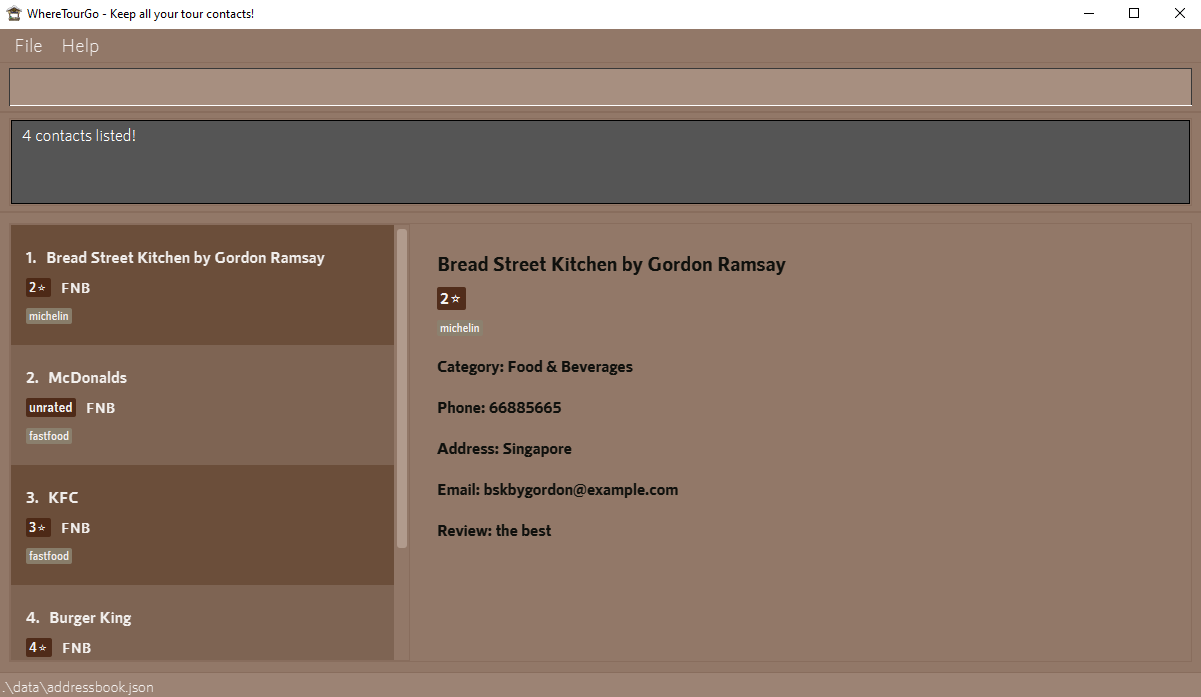 WhereTourGo - Keep all your tour contacts!
File Help
4 contacts listed!
1. Bread Street Kitchen by Gordon Ramsay
2★ FNB
michelin
2. McDonalds
unrated FNB
fastfood
3. KFC
3★ FNB
fastfood
4. Burger King
4★ FNB
Bread Street Kitchen by Gordon Ramsay
2★
michelin
Category: Food & Beverages
Phone: 66885665
Address: Singapore
Email: bskbygordon@example.com
Review: the best
.\data\addressbook.json